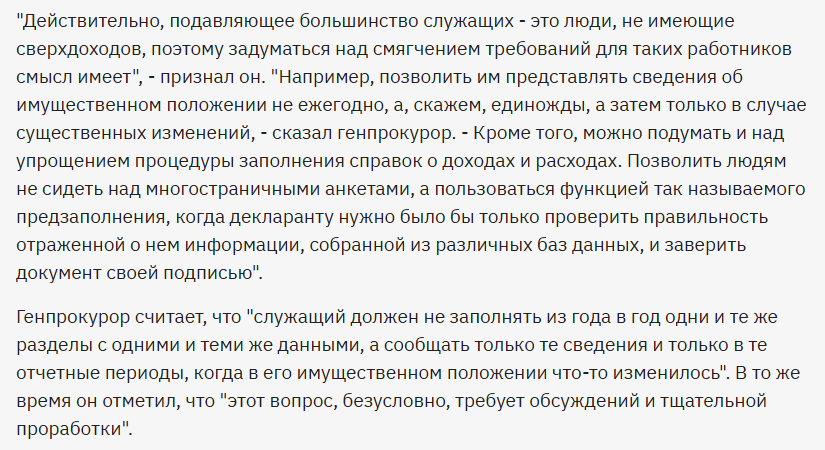 "Действительно, подавляющее большинство служащих - это люди, не имеющие
сверхдоходов, поэтому задуматься над смягчением требований для таких работников
смысл имеет", - признал он. "Например, позволить им представлять сведения об
имущественном положении не ежегодно, а, скажем, единожды, а затем только в случае
существенных изменений, - сказал генпрокурор. - Кроме того, можно подумать и над
упрощением процедуры заполнения справок о доходах и расходах. Позволить людям
не сидеть над многостраничными анкетами, а пользоваться функцией так называемого
предзаполнения, когда декларанту нужно было бы только проверить правильность
отраженной о нем информации, собранной из различных баз данных, и заверить
документ своей подписью".
Генпрокурор считает, что "служащий должен не заполнять из года в год одни и те же
разделы с одними и теми же данными, а сообщать только те сведения и только в те
отчетные периоды, когда в его имущественном положении что-то изменилось". В то же
время он отметил, что "этот вопрос, безусловно, требует обсуждений и тщательной
проработки".